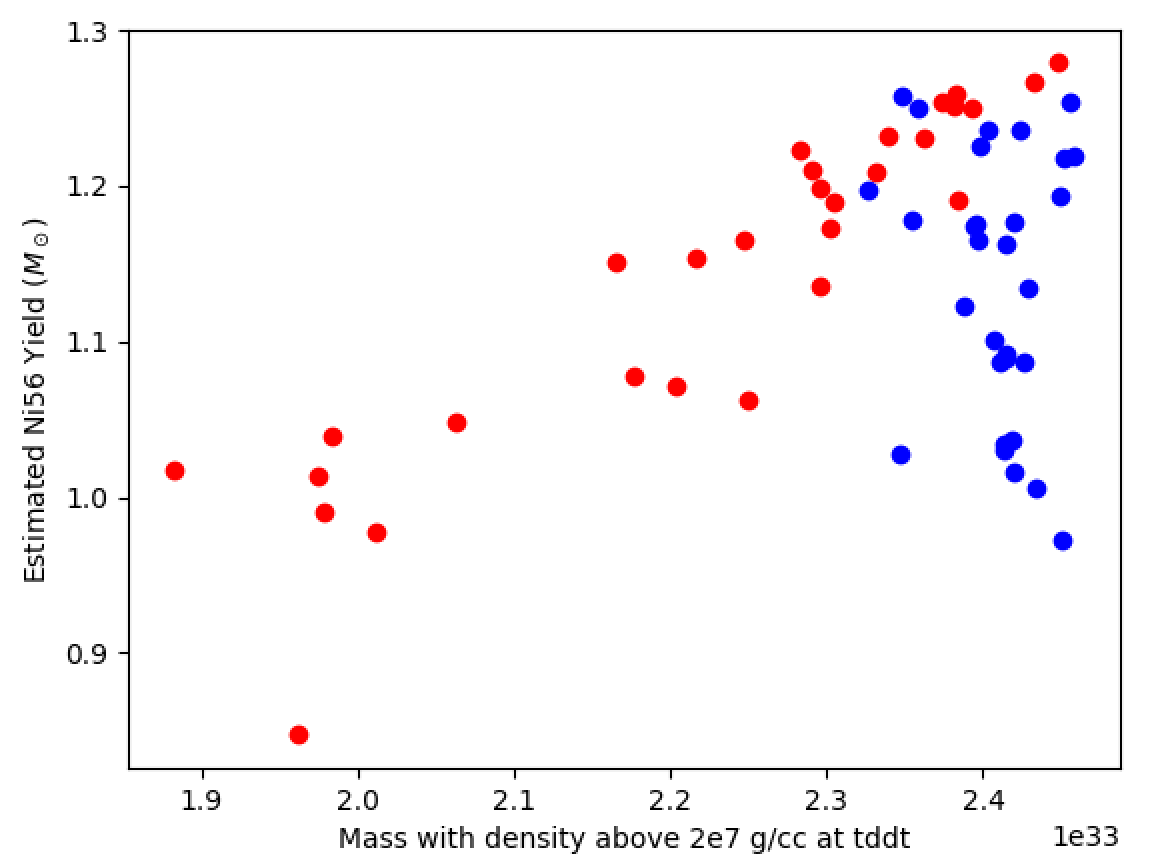 1.3
1.2
1.1
1.0
0.9
Estimated Ni56 Yield (M⊙)
1.9 2.0 2.1 2.2 2.3 2.4
Mass with density above 2e7 g/cc at tddt
1e33